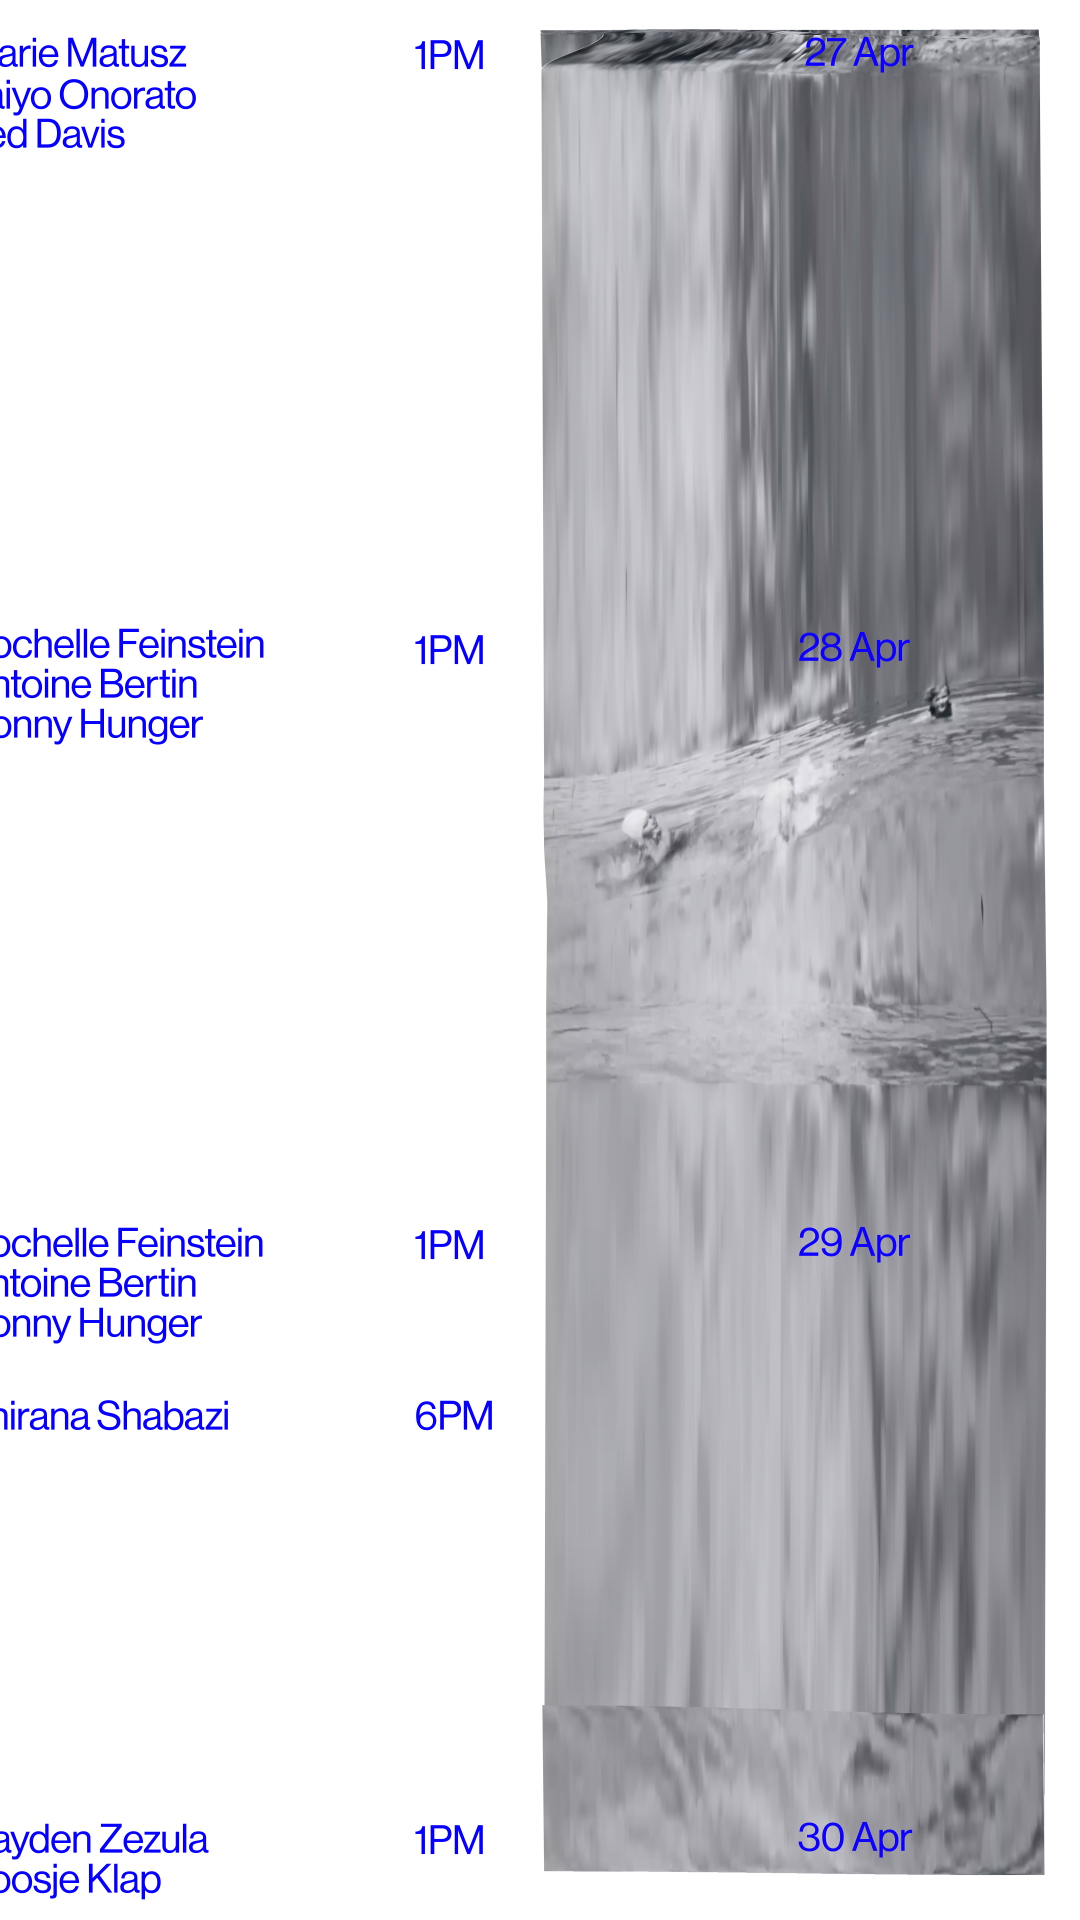 arie Matusz 1PM 27 Apr
aiyo Onorato
ed Davis
ochelle Feinstein 1PM 28 Apr
ntoine Bertin
onny Hunger
ochelle Feinstein 1PM 29 Apr
ntoine Bertin
onny Hunger
hirana Shabazi 6PM
ayden Zezula 1PM 30 Apr
oosje Klap